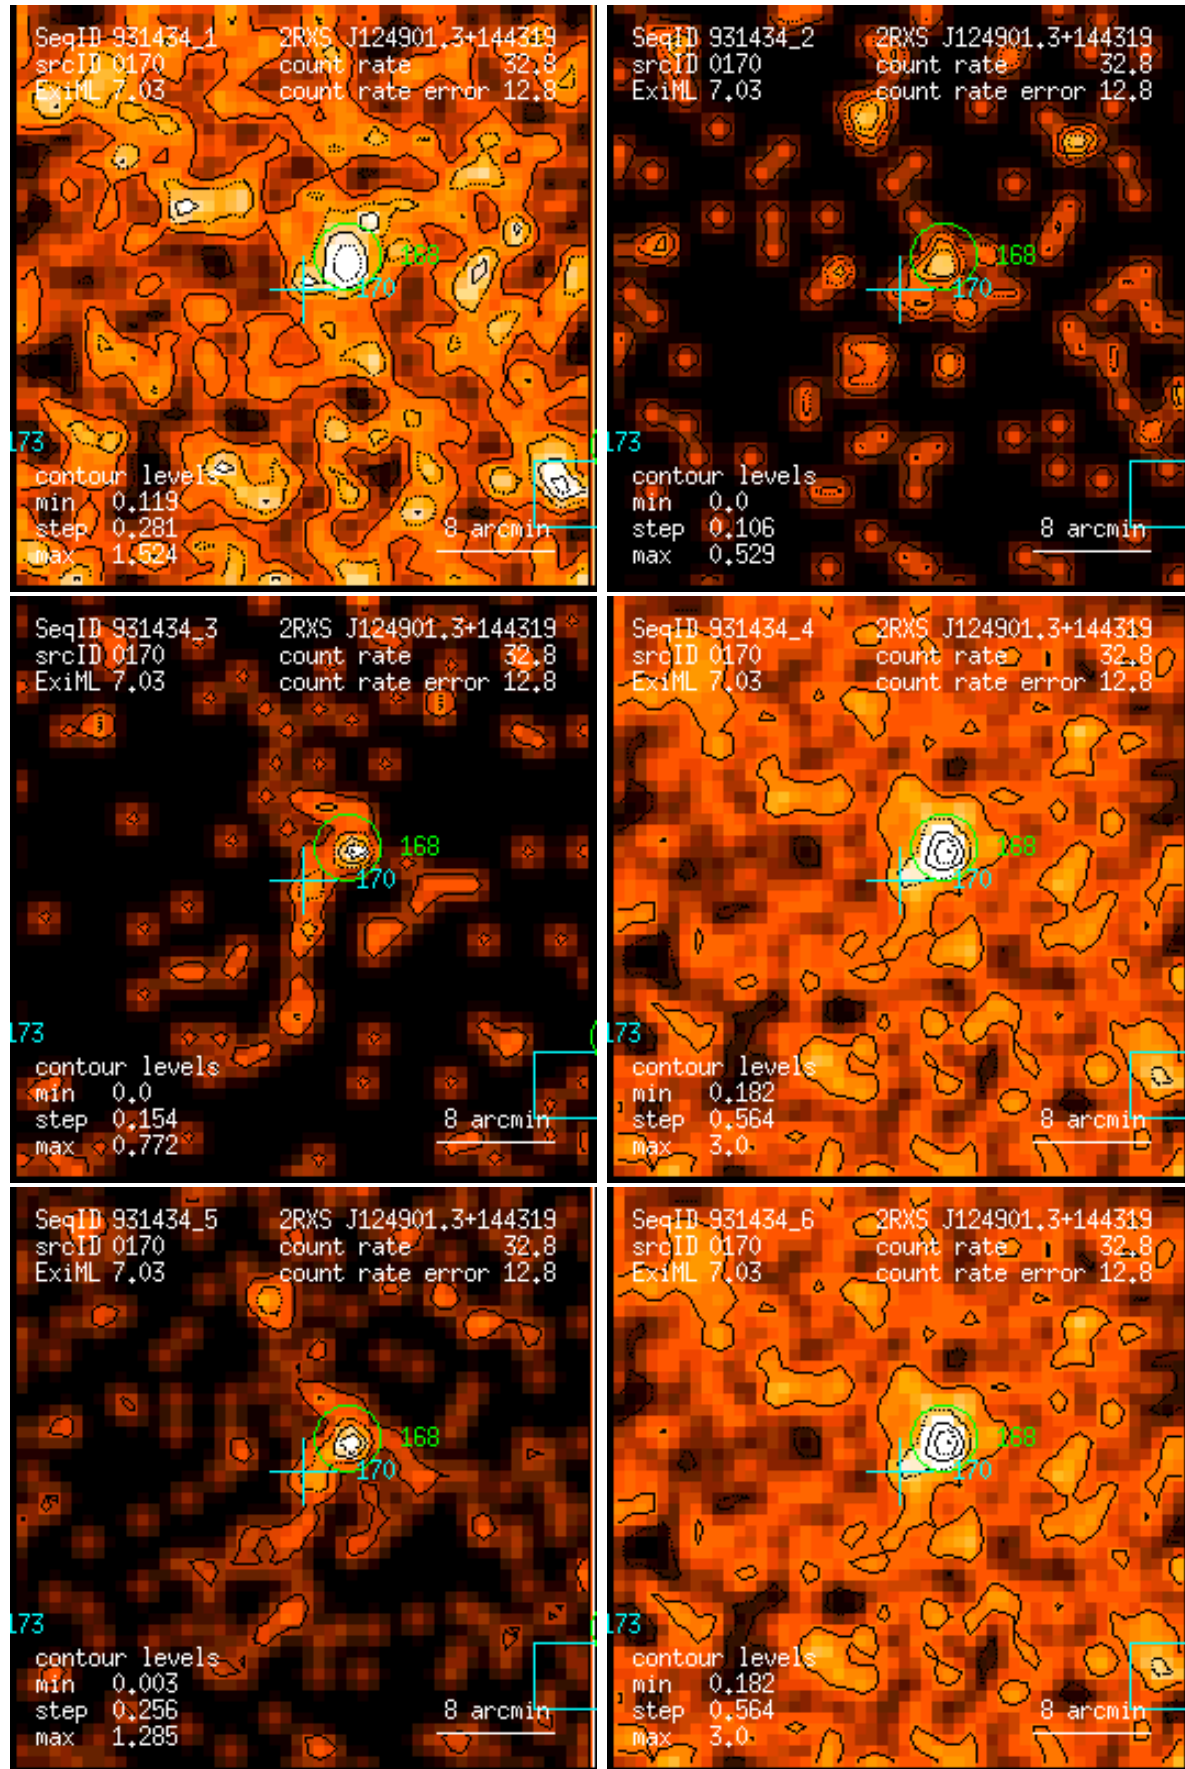 SeqID 931434_1 2RXS J124901.3+144319
srcID 0170 count rate 32.8
ExiML 7.03 count rate error 12.8
168
170
173
contour levels
min 0.119
step 0.281 8 arcmin
max 1.524
SeqID 931434_2 2RXS J124901.3+144319
srcID 0170 count rate 32.8
ExiML 7.03 count rate error 12.8
168
170
173
contour levels
min 0.0
step 0.106 8 arcmin
max 0.529
SeqID 931434_3 2RXS J124901.3+144319
srcID 0170 count rate 32.8
ExiML 7.03 count rate error 12.8
168
170
173
contour levels
min 0.0
step 0.154 8 arcmin
max 0.772
SeqID 931434_4 2RXS J124901.3+144319
srcID 0170 count rate 32.8
ExiML 7.03 count rate error 12.8
168
170
173
contour levels
min 0.182
step 0.564 8 arcmin
max 3.0
SeqID 931434_5 2RXS J124901.3+144319
srcID 0170 count rate 32.8
ExiML 7.03 count rate error 12.8
168
170
173
contour levels
min 0.003
step 0.256 8 arcmin
max 1.285
SeqID 931434_6 2RXS J124901.3+144319
srcID 0170 count rate 32.8
ExiML 7.03 count rate error 12.8
168
170
173
contour levels
min 0.182
step 0.564 8 arcmin
max 3.0